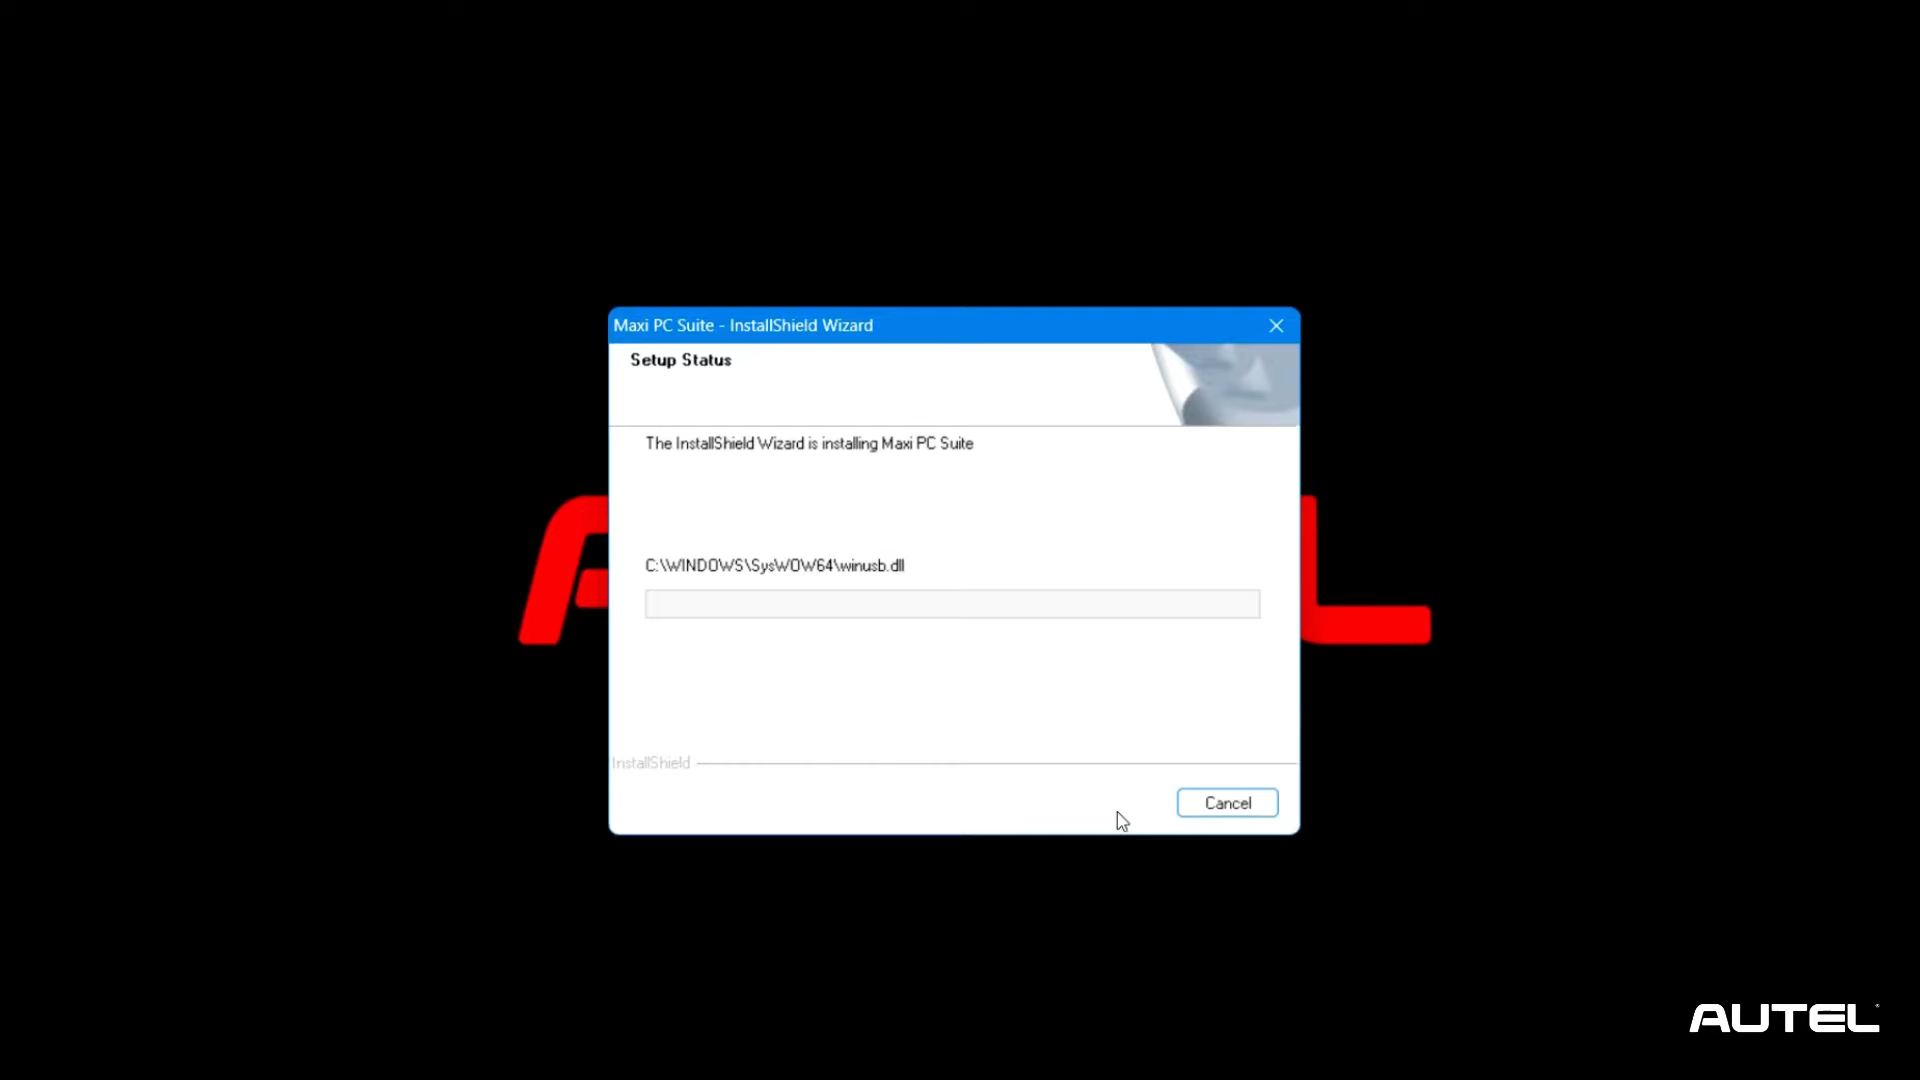 Maxi PC Suite - InstallShield Wizard
Setup Status
The InstallShield Wizard is installing Maxi PC Suite
C:\WINDOWS\SysWOW64\winusb.dll
InstallShield
Cancel
AUTEL